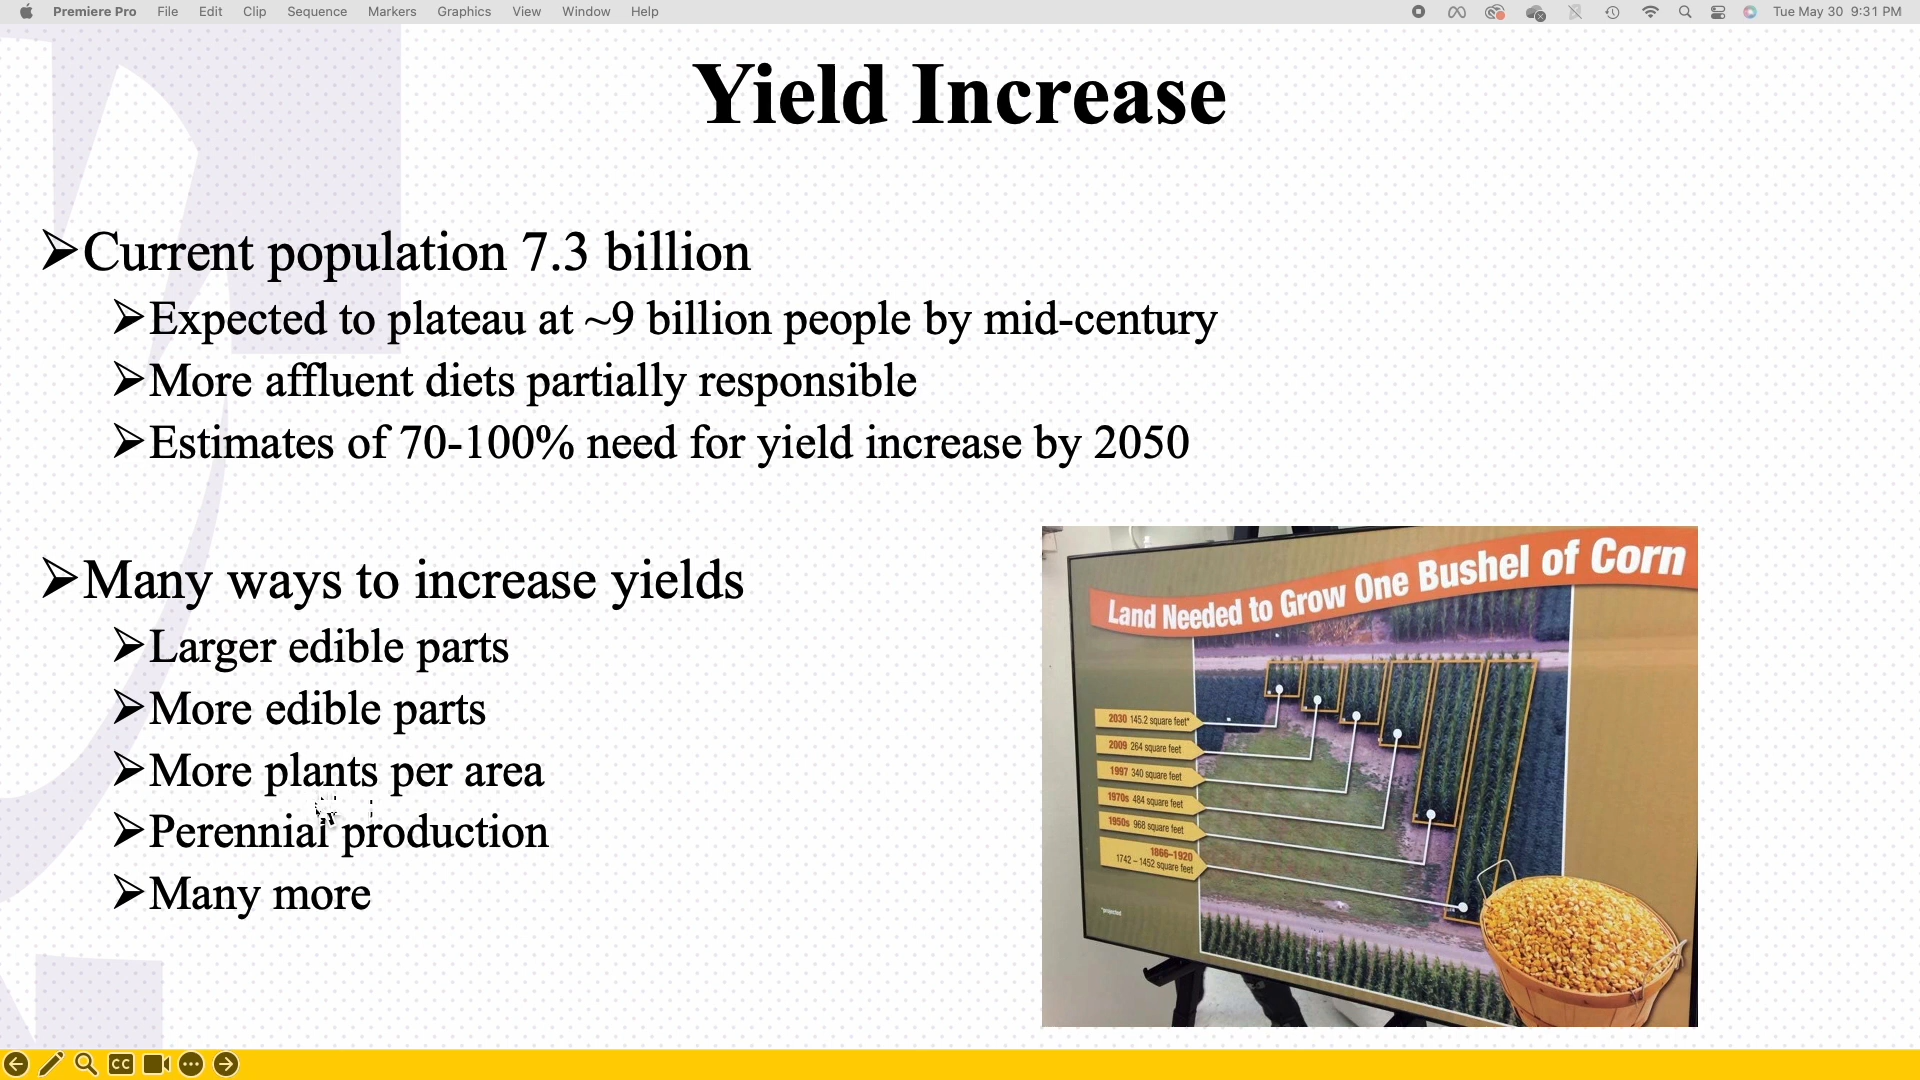 Premiere Pro File Edit Clip Sequence Markers Graphics View Window Help Tue May 30 9:31 PM
Yield Increase
➢Current population 7.3 billion
➢Expected to plateau at ~9 billion people by mid-century
➢More affluent diets partially responsible
➢Estimates of 70-100% need for yield increase by 2050
➢Many ways to increase yields
➢Larger edible parts
➢More edible parts
➢More plants per area
➢Perennial production
➢Many more
Land Needed to Grow One Bushel of Corn
2030 145.2 square feet*
2009 264 square feet
1997 340 square feet
1970s 484 square feet
1950s 968 square feet
1866–1920
1742 – 1452 square feet
*projected
CC